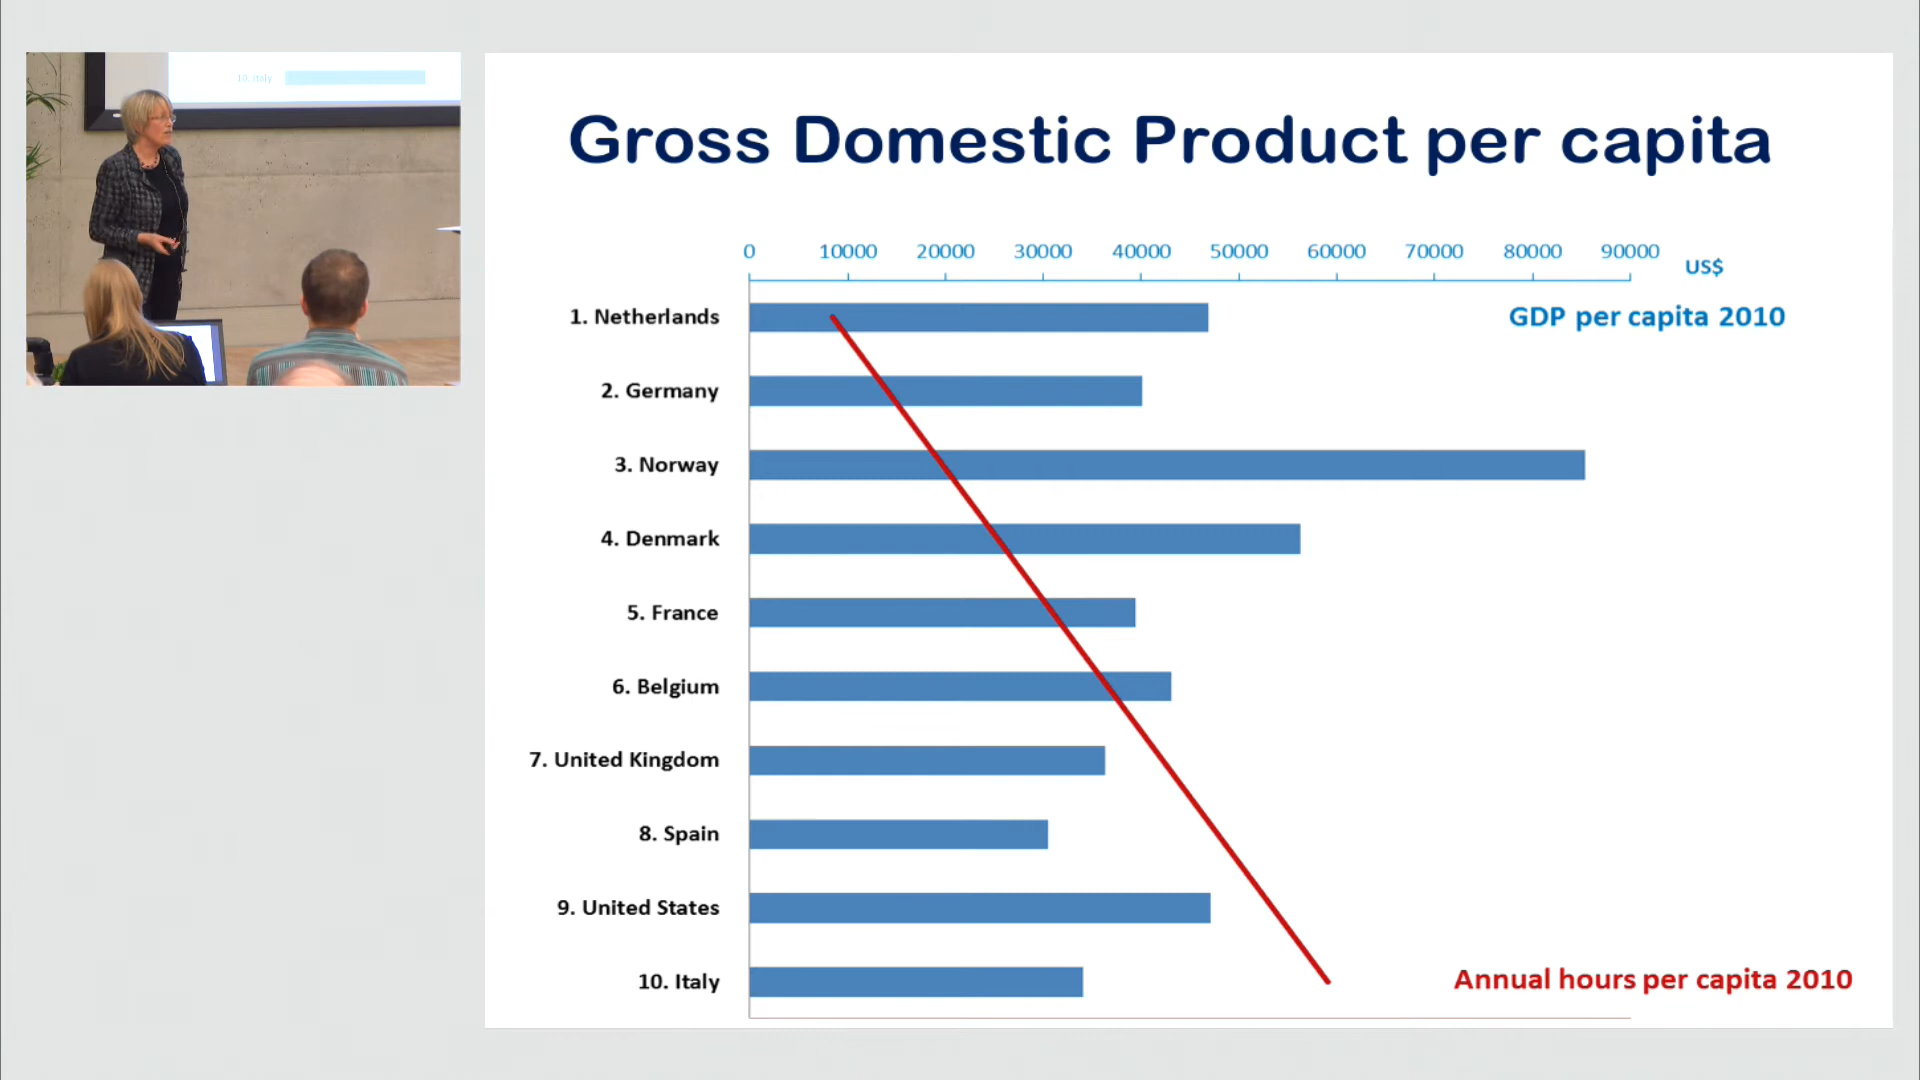 10. Italy
Gross Domestic Product per capita
0 10000 20000 30000 40000 50000 60000 70000 80000 90000
US$
1. Netherlands
GDP per capita 2010
2. Germany
3. Norway
4. Denmark
5. France
6. Belgium
7. United Kingdom
8. Spain
9. United States
10. Italy
Annual hours per capita 2010